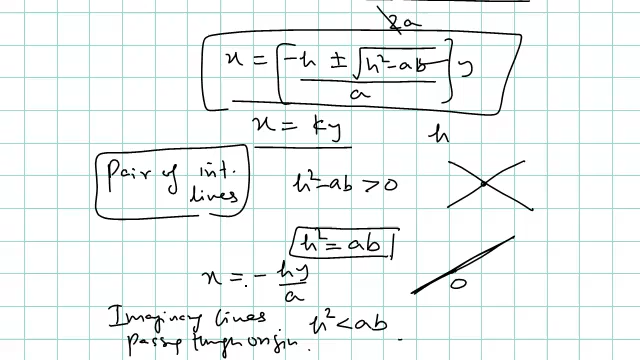 2a
x = [ -h ± √(h²-ab) / a ] y
x = ky
h
Pair of int. lines
h²-ab > 0
h² = ab
x = - hy/a
O
Imaginary lines h² < ab
passing through origin.